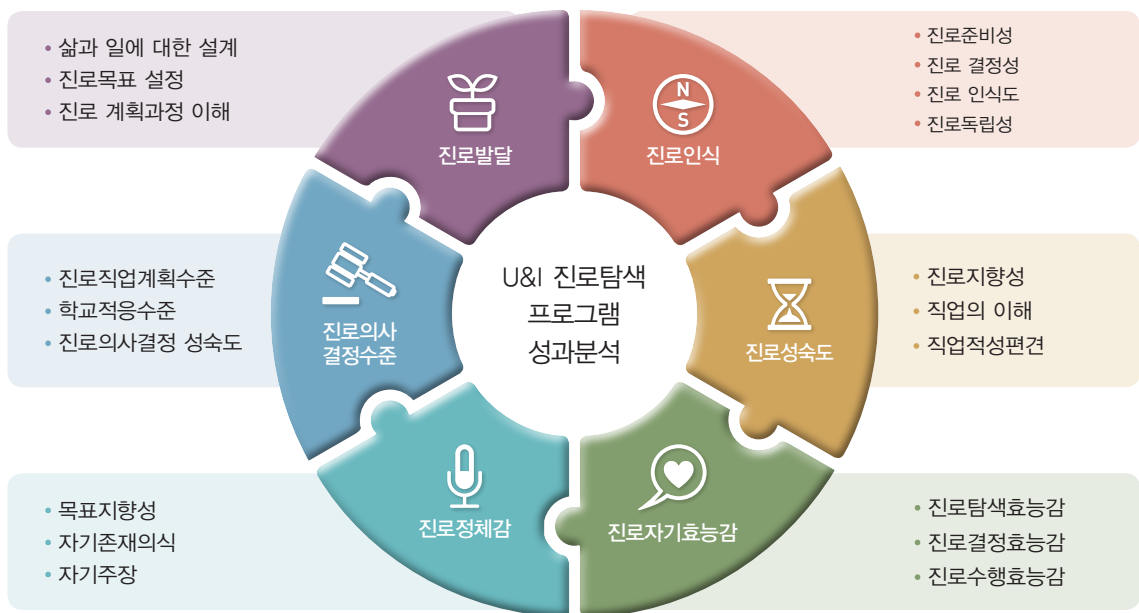 • 삶과 일에 대한 설계
• 진로목표 설정
• 진로 계획과정 이해
진로발달
N
S
진로인식
• 진로준비성
• 진로 결정성
• 진로 인식도
• 진로독립성
• 진로직업계획수준
• 학교적응수준
• 진로의사결정 성숙도
진로의사
결정수준
U&I 진로탐색
프로그램
성과분석
진로성숙도
• 진로지향성
• 직업의 이해
• 직업적성편견
• 목표지향성
• 자기존재의식
• 자기주장
진로정체감
진로자기효능감
• 진로탐색효능감
• 진로결정효능감
• 진로수행효능감